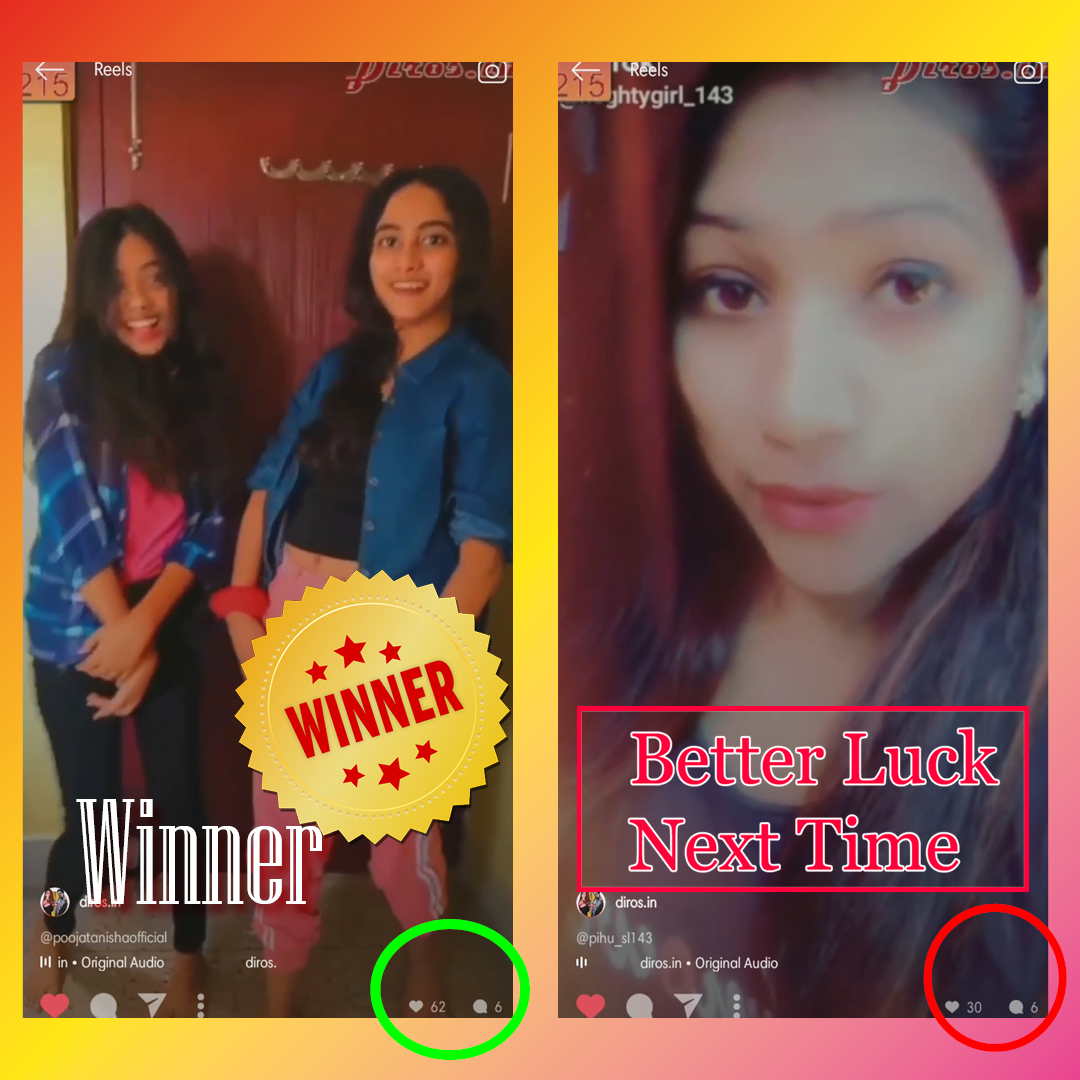 215
Reels
Diros.
WINNER
Winner
diros.in
@poojatanishaofficial
in • Original Audio diros.
62 6
215
Reels
Diros.
ghtygirl_143
Better Luck
Next Time
diros.in
@pihu_sl143
diros.in • Original Audio
30 6